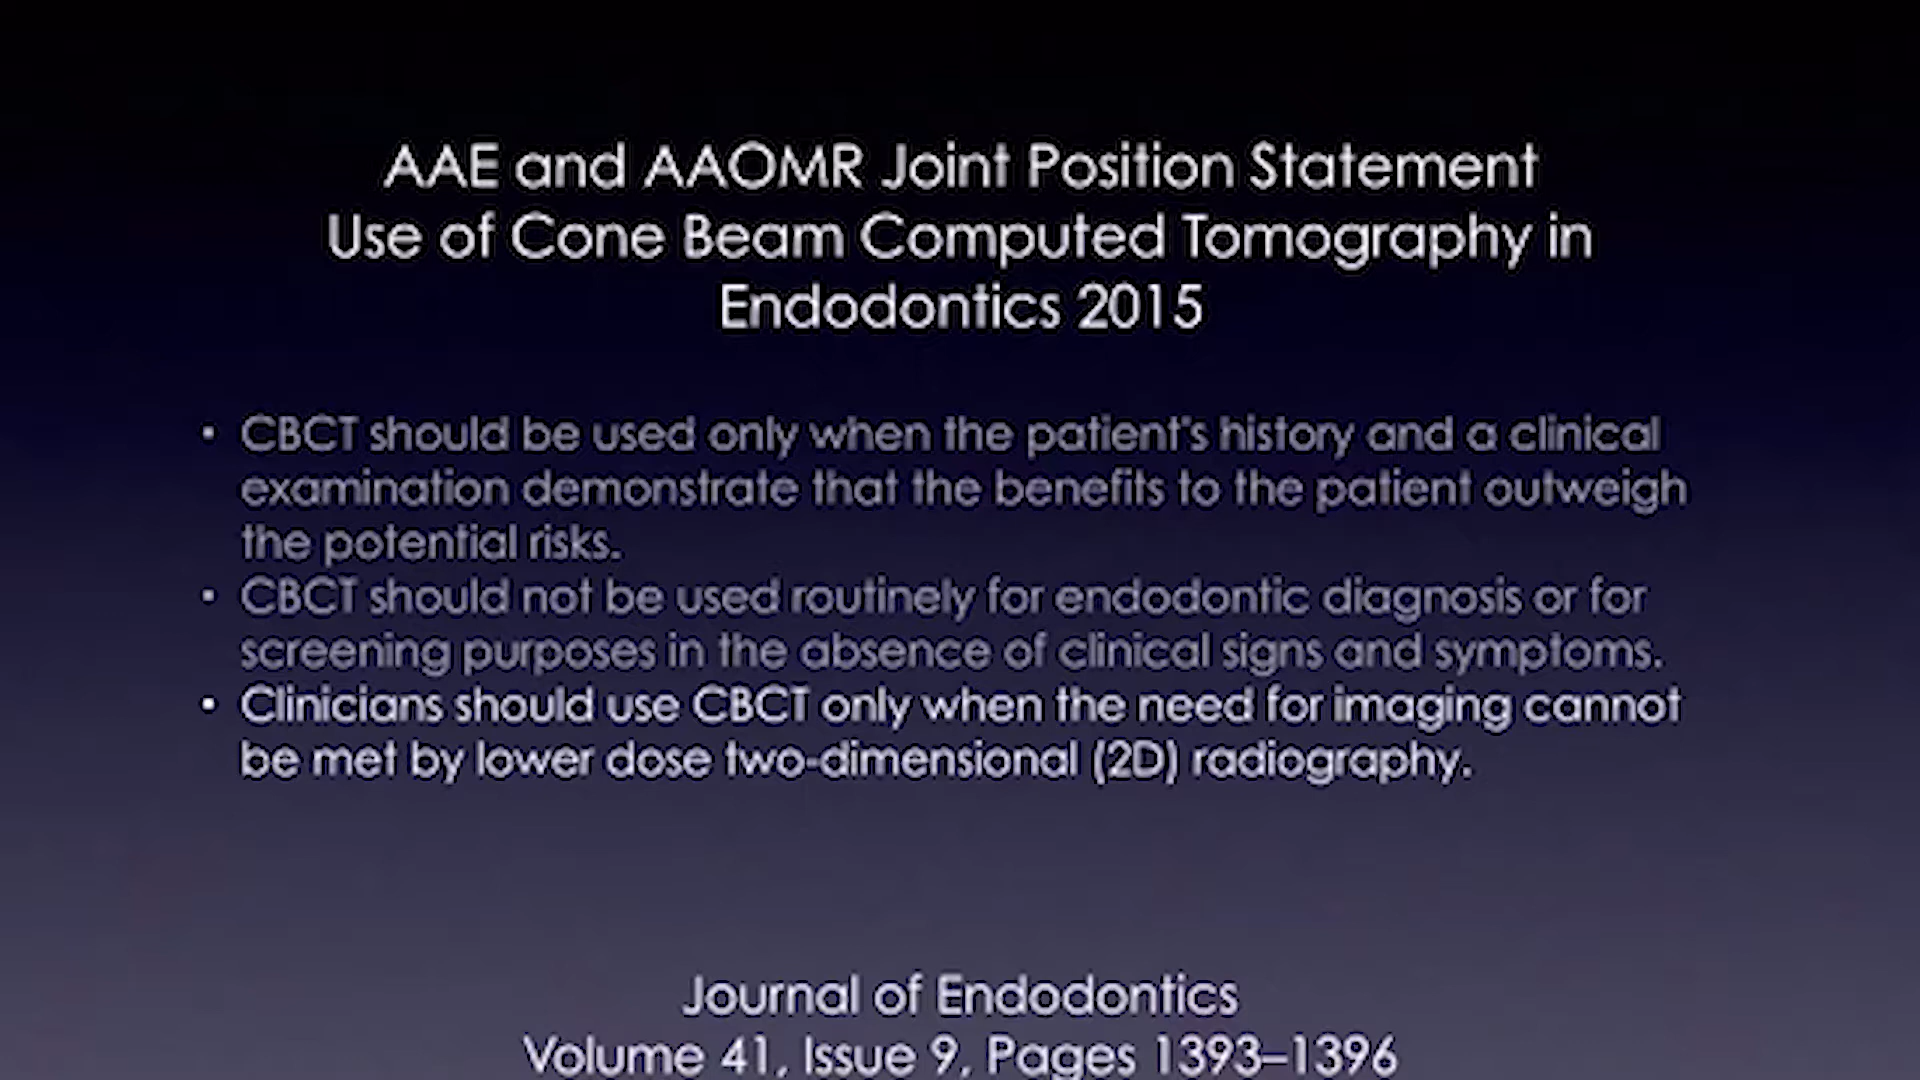 AAE and AAOMR Joint Position Statement
Use of Cone Beam Computed Tomography in
Endodontics 2015
• CBCT should be used only when the patient's history and a clinical
examination demonstrate that the benefits to the patient outweigh
the potential risks.
• CBCT should not be used routinely for endodontic diagnosis or for
screening purposes in the absence of clinical signs and symptoms.
• Clinicians should use CBCT only when the need for imaging cannot
be met by lower dose two-dimensional (2D) radiography.
Journal of Endodontics
Volume 41, Issue 9, Pages 1393–1396